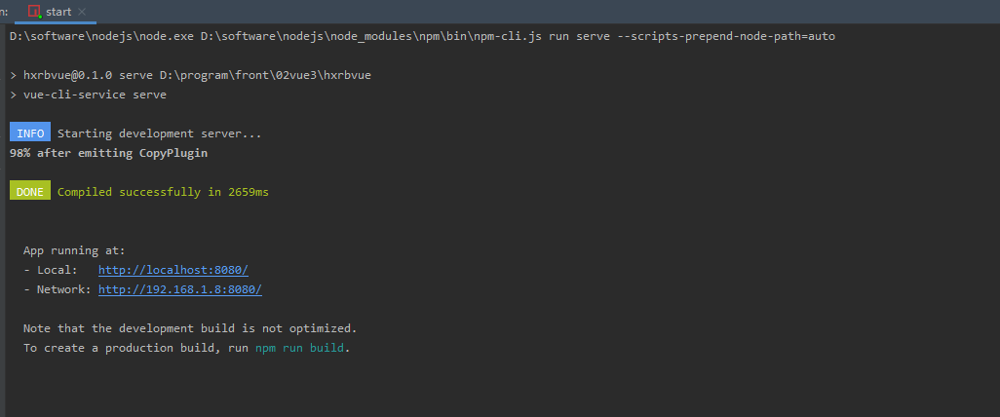 n:
start
D:\software\nodejs\node.exe D:\software\nodejs\node_modules\npm\bin\npm-cli.js run serve --scripts-prepend-node-path=auto
> hxrbvue@0.1.0 serve D:\program\front\02vue3\hxrbvue
> vue-cli-service serve
INFO Starting development server...
98% after emitting CopyPlugin
DONE Compiled successfully in 2659ms
App running at:
- Local: http://localhost:8080/
- Network: http://192.168.1.8:8080/
Note that the development build is not optimized.
To create a production build, run npm run build.